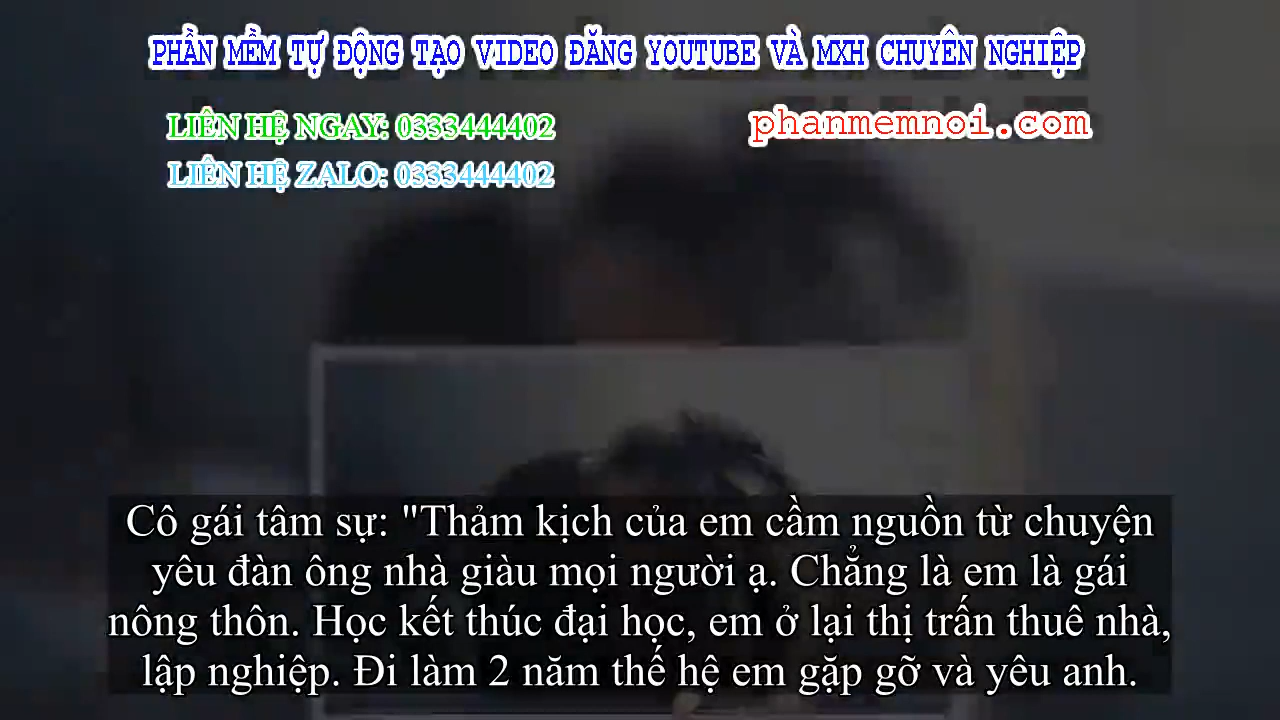 PHẦN MỀM TỰ ĐỘNG TẠO VIDEO ĐĂNG YOUTUBE VÀ MXH CHUYÊN NGHIỆP
LIÊN HỆ NGAY: 0333444402
phanmemnoi.com
LIÊN HỆ ZALO: 0333444402
Cô gái tâm sự: "Thảm kịch của em cầm nguồn từ chuyện
yêu đàn ông nhà giàu mọi người ạ. Chẳng là em là gái
nông thôn. Học kết thúc đại học, em ở lại thị trấn thuê nhà,
lập nghiệp. Đi làm 2 năm thế hệ em gặp gỡ và yêu anh.